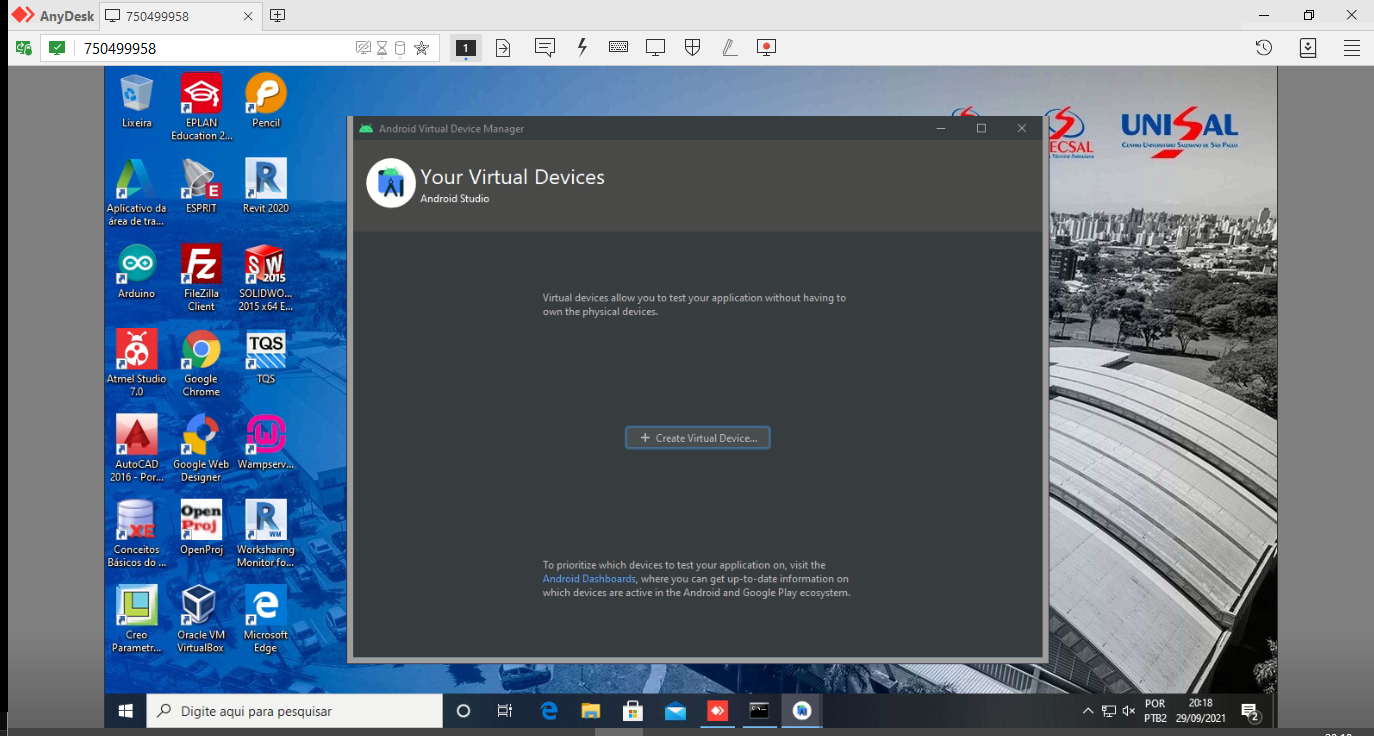 AnyDesk
750499958
750499958
1
Lixeira
EPLAN
Education 2...
Pencil
Aplicativo da
área de tra...
ESPRIT
Revit 2020
Arduino
FileZilla
Client
SOLIDWO...
2015 x64 E...
Atmel Studio
7.0
Google
Chrome
TQS
TQS
AutoCAD
2016 - Por...
Google Web
Designer
Wampserv...
Conceitos
Básicos do ...
Open
Proj
OpenProj
Worksharing
Monitor fo...
Creo
Parametr...
Oracle VM
VirtualBox
Microsoft
Edge
Android Virtual Device Manager
Your Virtual Devices
Android Studio
Virtual devices allow you to test your application without having to
own the physical devices.
+ Create Virtual Device...
To prioritize which devices to test your application on, visit the
Android Dashboards, where you can get up-to-date information on
which devices are active in the Android and Google Play ecosystem.
ECSAL
UNISAL
Centro Universitário Salesiano de São Paulo
Digite aqui para pesquisar
POR
PTB2
20:18
29/09/2021
2